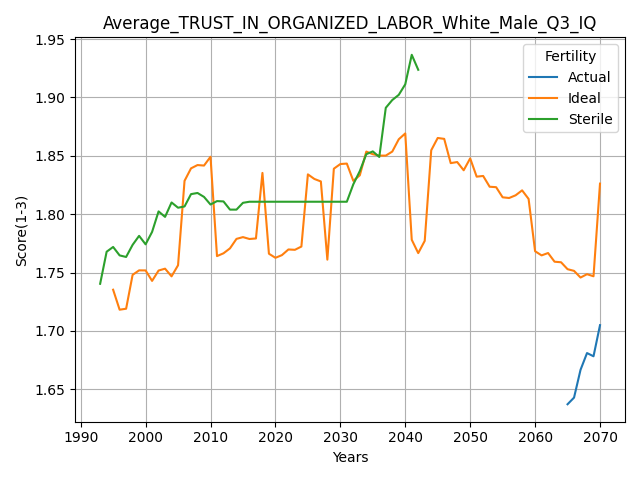 Average_TRUST_IN_ORGANIZED_LABOR_White_Male_Q3_IQ
Score(1-3)
1.95
1.90
1.85
1.80
1.75
1.70
1.65
Fertility
Actual
Ideal
Sterile
1990 2000 2010 2020 2030 2040 2050 2060 2070
Years